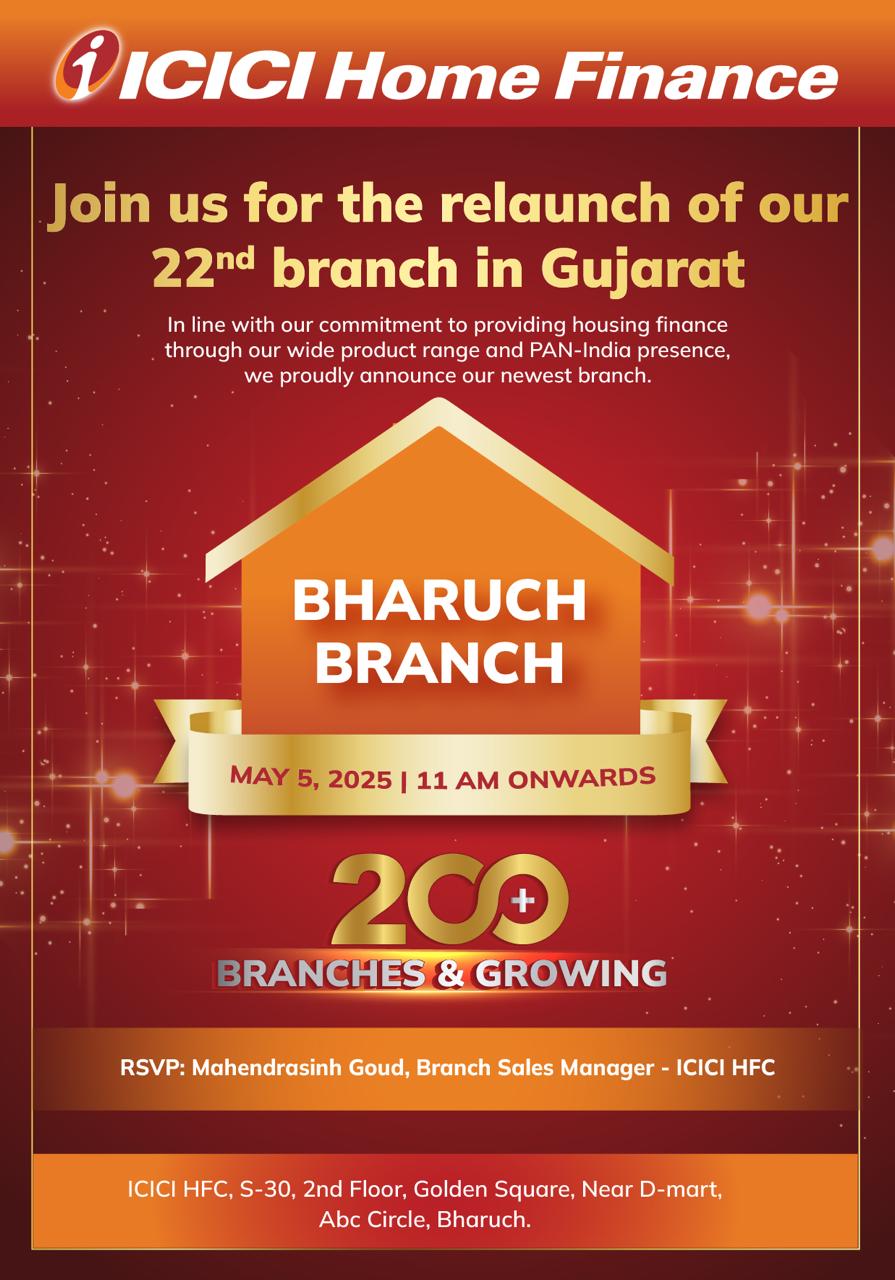 i ICICI Home Finance
Join us for the relaunch of our
22nd branch in Gujarat
In line with our commitment to providing housing finance
through our wide product range and PAN-India presence,
we proudly announce our newest branch.
BHARUCH
BRANCH
MAY 5, 2025 | 11 AM ONWARDS
200+
BRANCHES & GROWING
RSVP: Mahendrasinh Goud, Branch Sales Manager - ICICI HFC
ICICI HFC, S-30, 2nd Floor, Golden Square, Near D-mart,
Abc Circle, Bharuch.